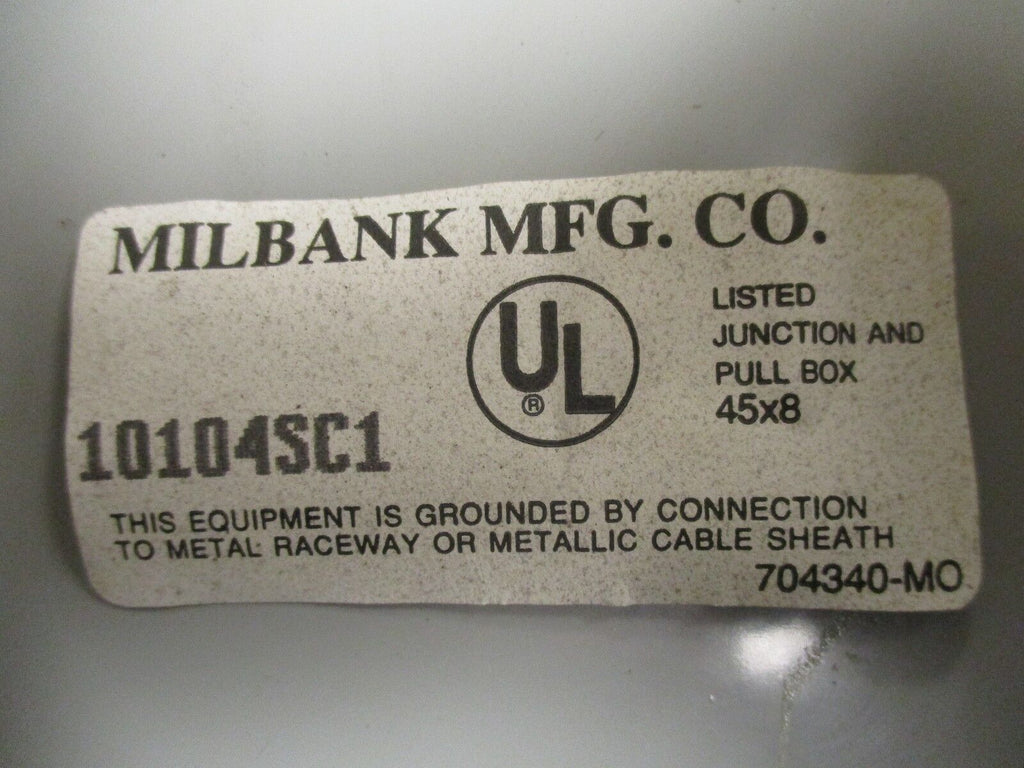 MILBANK MFG. CO.
UL
®
LISTED
JUNCTION AND
PULL BOX
45x8
10104SC1
THIS EQUIPMENT IS GROUNDED BY CONNECTION
TO METAL RACEWAY OR METALLIC CABLE SHEATH
704340-MO